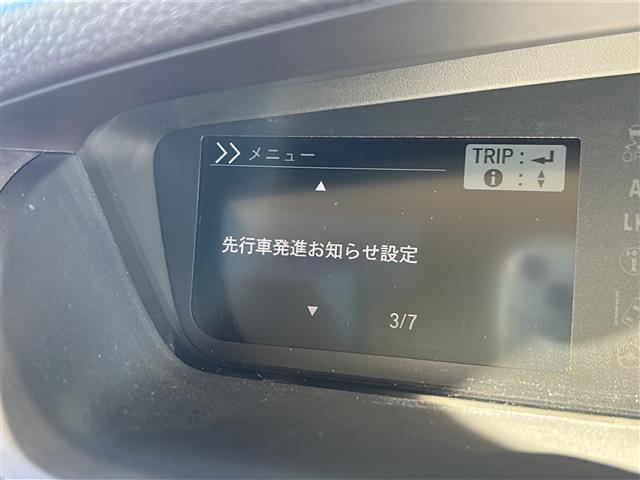 >> メニュー
TRIP : ↵
i : ▲▼
▲
先行車発進お知らせ設定
▼
3/7